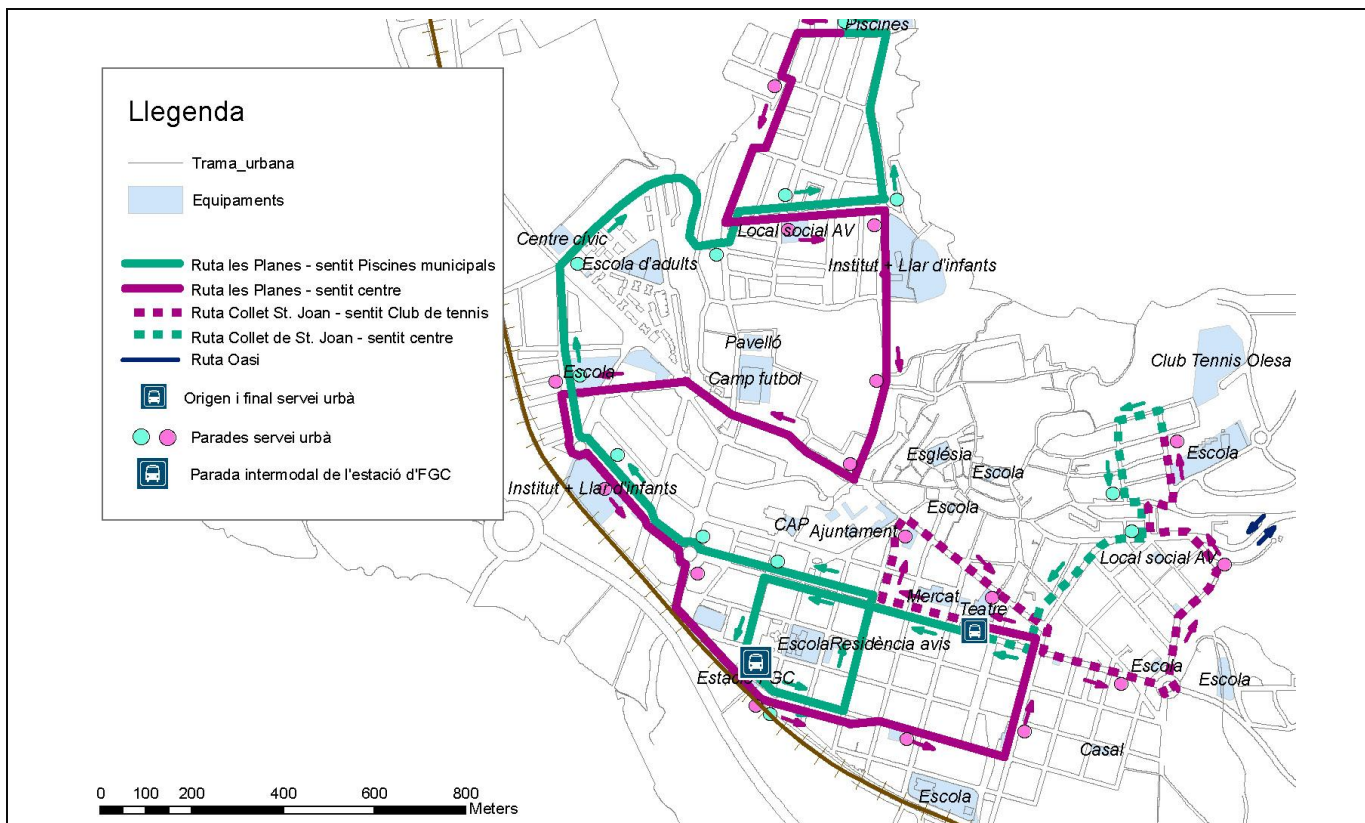 Piscines
Llegenda
Trama_urbana
Equipaments
Ruta les Planes - sentit Piscines municipals
Ruta les Planes - sentit centre
Ruta Collet St. Joan - sentit Club de tennis
Ruta Collet de St. Joan - sentit centre
Ruta Oasi
Origen i final servei urbà
Parades servei urbà
Parada intermodal de l'estació d'FGC
Centre cívic
Local social AV
Escola d'adults
Institut + Llar d'infants
Pavelló
Club Tennis Olesa
Escola
Camp futbol
Església
Escola
Escola
Institut + Llar d'infants
Escola
CAP
Ajuntament
Local social AV
Mercat
Teatre
Escola
Residència avis
Estació FGC
Escola
Escola
Casal
Escola
0 200 400 600 800
Meters